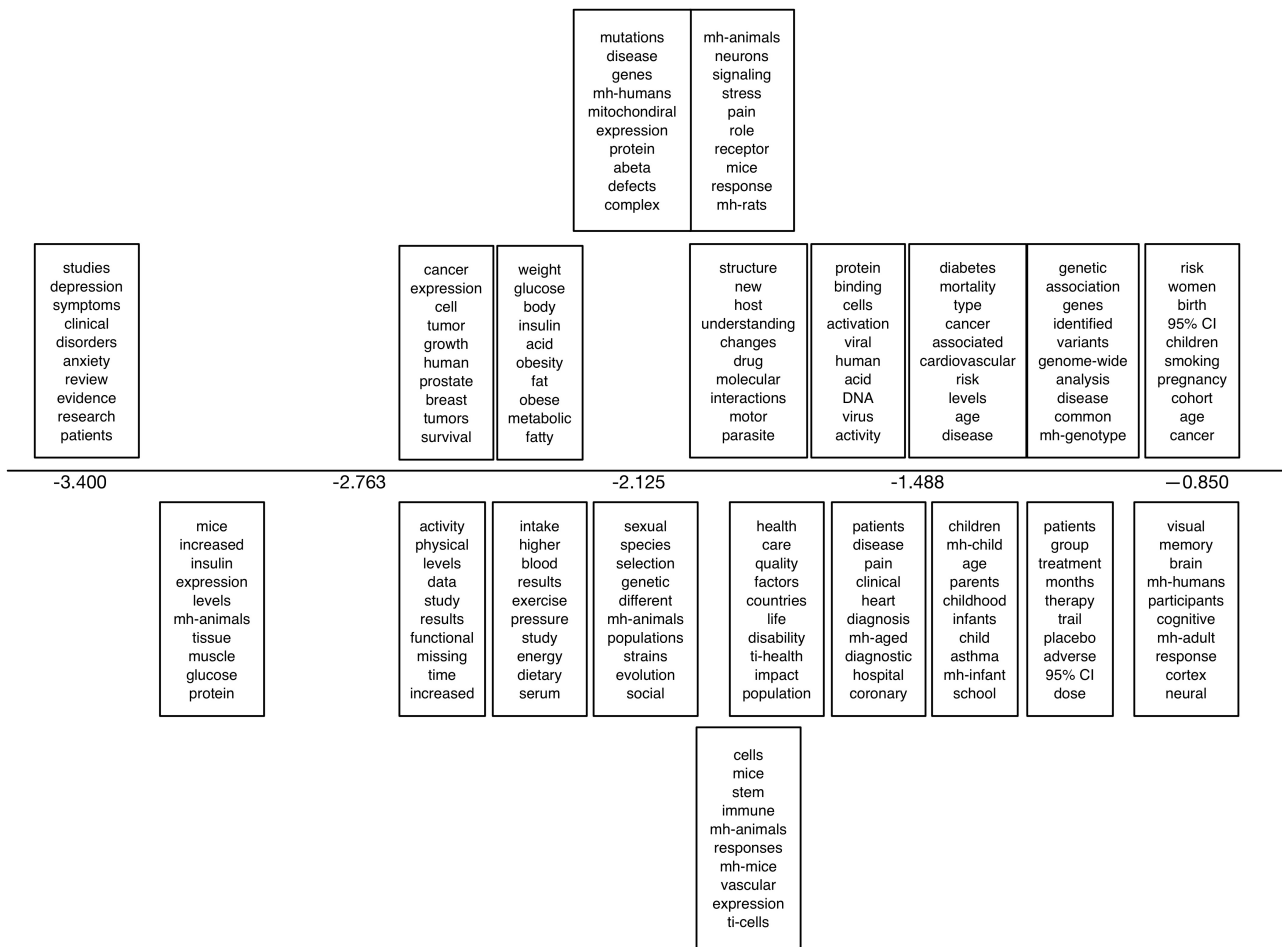 mutations
disease
genes
mh-humans
mitochondiral
expression
protein
abeta
defects
complex
mh-animals
neurons
signaling
stress
pain
role
receptor
mice
response
mh-rats
studies
depression
symptoms
clinical
disorders
anxiety
review
evidence
research
patients
cancer
expression
cell
tumor
growth
human
prostate
breast
tumors
survival
weight
glucose
body
insulin
acid
obesity
fat
obese
metabolic
fatty
structure
new
host
understanding
changes
drug
molecular
interactions
motor
parasite
protein
binding
cells
activation
viral
human
acid
DNA
virus
activity
diabetes
mortality
type
cancer
associated
cardiovascular
risk
levels
age
disease
genetic
association
genes
identified
variants
genome-wide
analysis
disease
common
mh-genotype
risk
women
birth
95% CI
children
smoking
pregnancy
cohort
age
cancer
-3.400 -2.763 -2.125 -1.488 —0.850
mice
increased
insulin
expression
levels
mh-animals
tissue
muscle
glucose
protein
activity
physical
levels
data
study
results
functional
missing
time
increased
intake
higher
blood
results
exercise
pressure
study
energy
dietary
serum
sexual
species
selection
genetic
different
mh-animals
populations
strains
evolution
social
health
care
quality
factors
countries
life
disability
ti-health
impact
population
patients
disease
pain
clinical
heart
diagnosis
mh-aged
diagnostic
hospital
coronary
children
mh-child
age
parents
childhood
infants
child
asthma
mh-infant
school
patients
group
treatment
months
therapy
trail
placebo
adverse
95% CI
dose
visual
memory
brain
mh-humans
participants
cognitive
mh-adult
response
cortex
neural
cells
mice
stem
immune
mh-animals
responses
mh-mice
vascular
expression
ti-cells